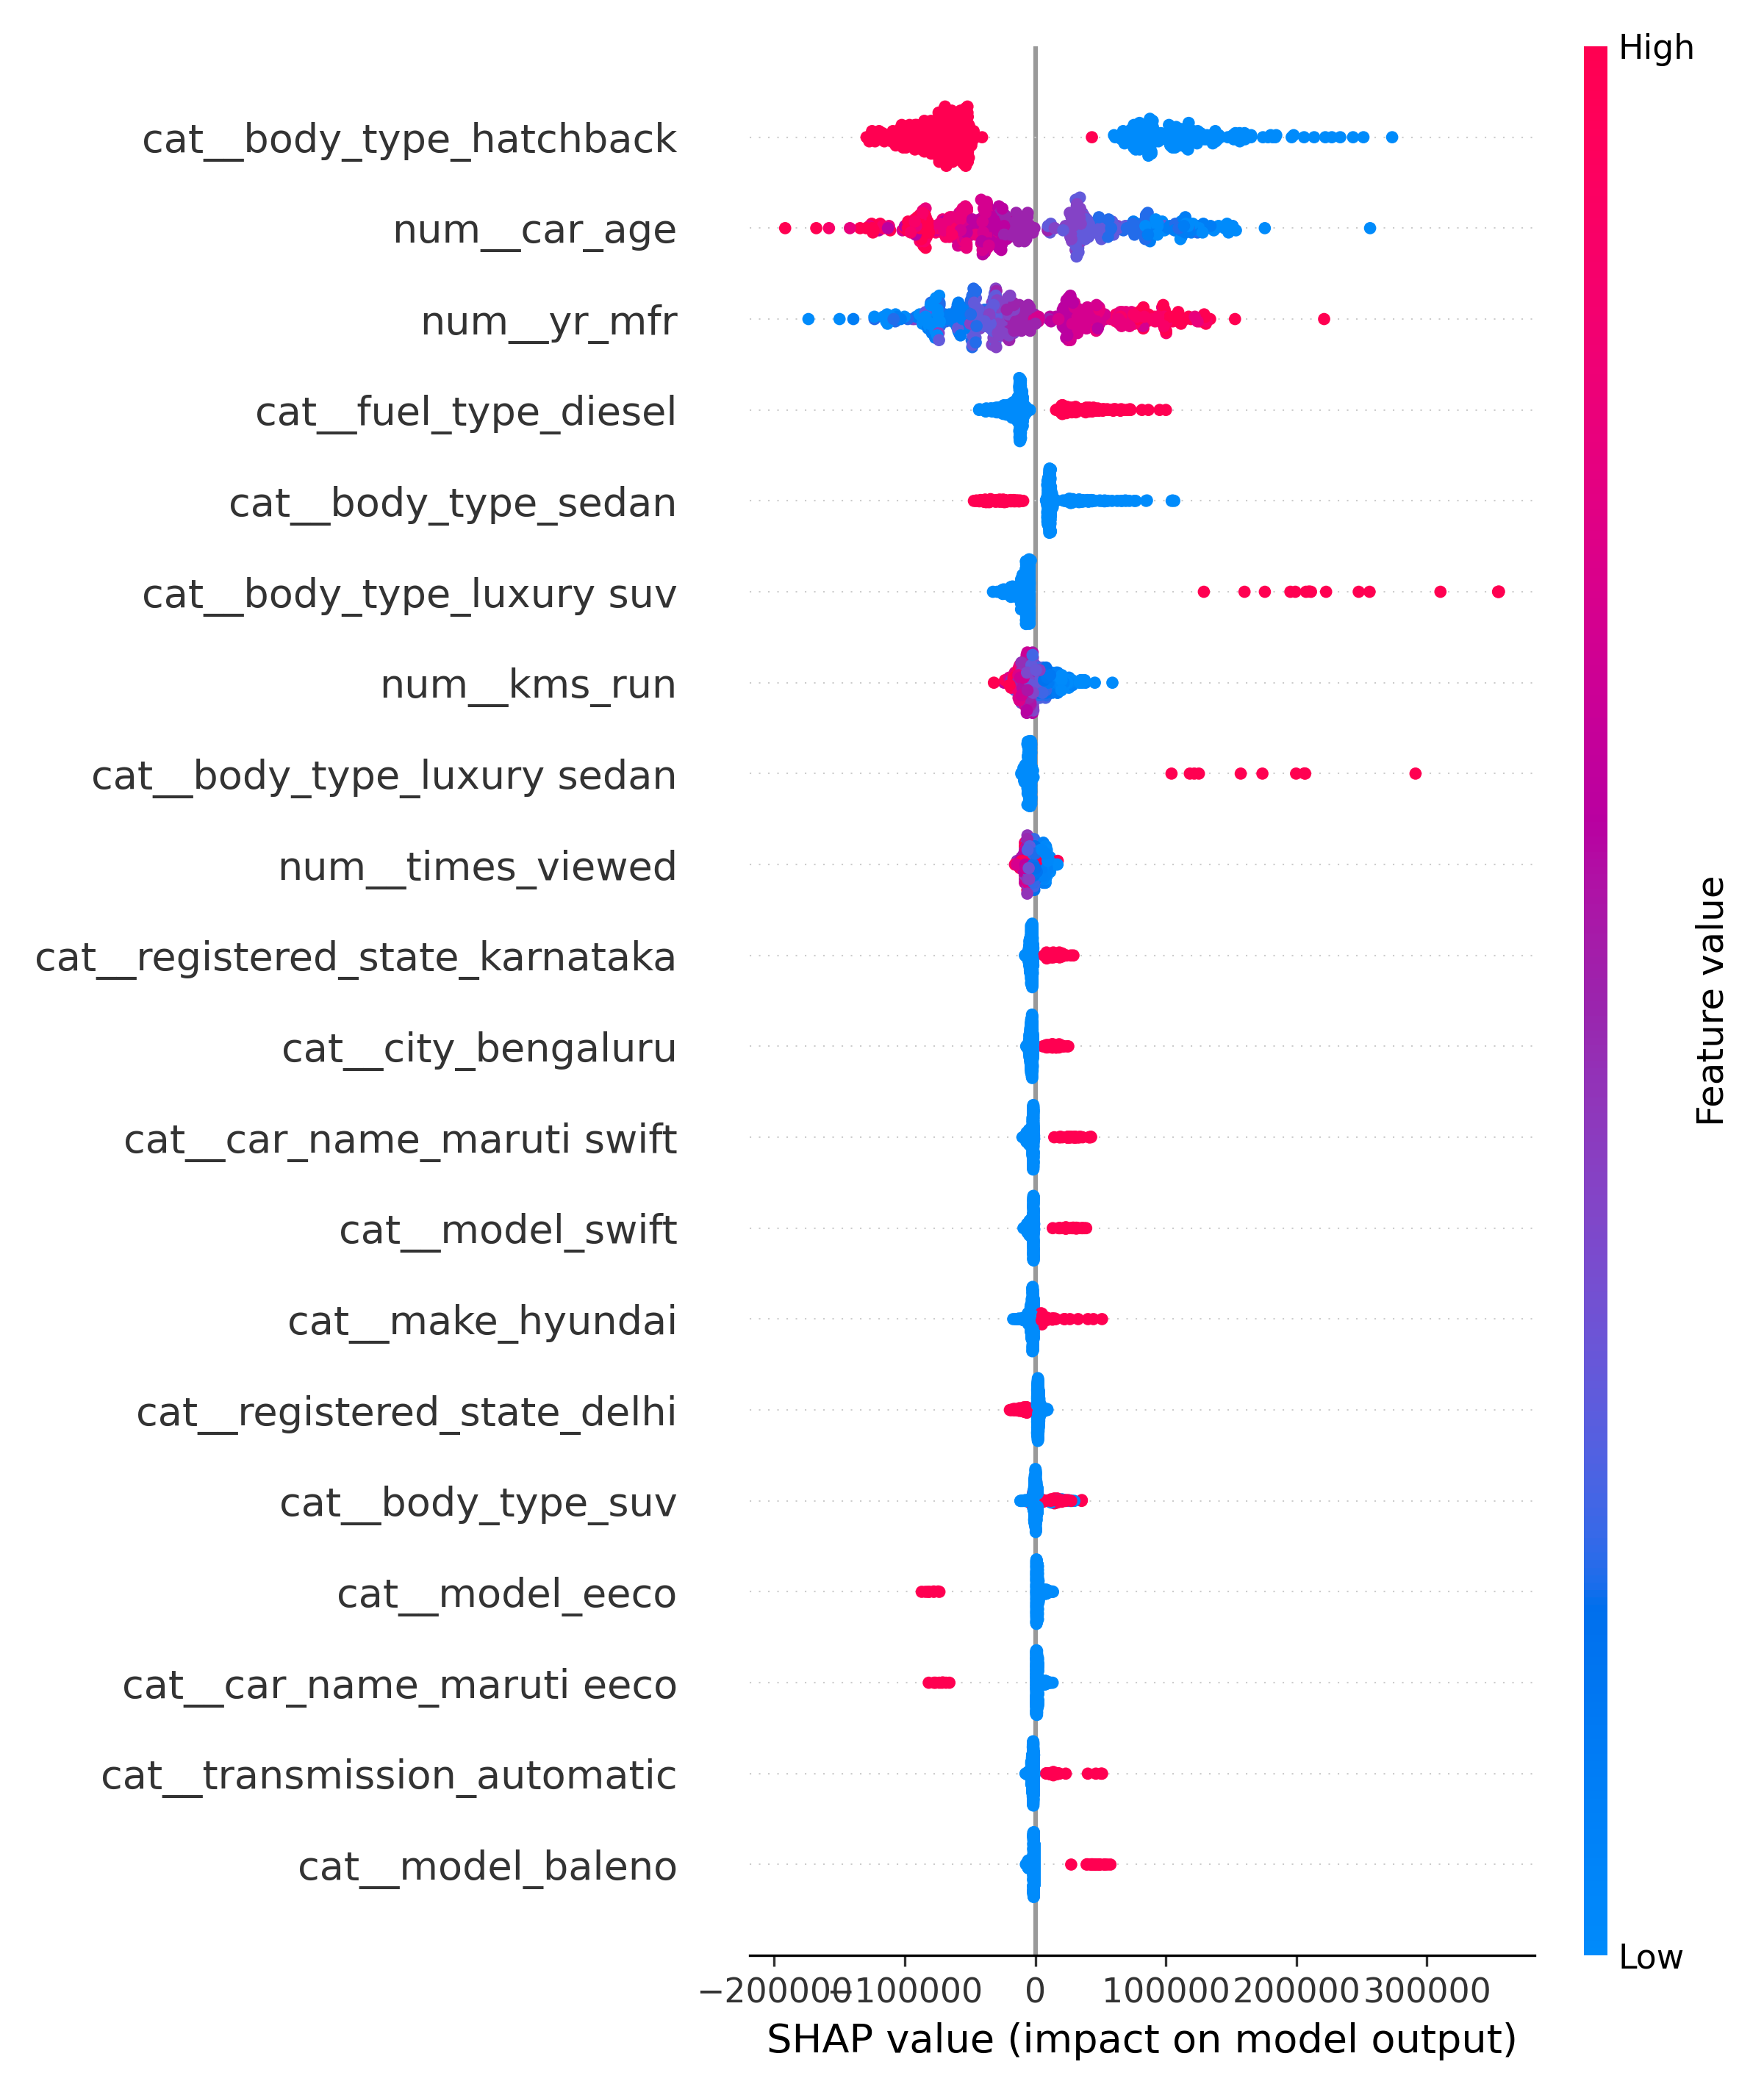 High
cat__body_type_hatchback
num__car_age
num__yr_mfr
cat__fuel_type_diesel
cat__body_type_sedan
cat__body_type_luxury suv
num__kms_run
cat__body_type_luxury sedan
num__times_viewed
cat__registered_state_karnataka
cat__city_bengaluru
cat__car_name_maruti swift
cat__model_swift
cat__make_hyundai
cat__registered_state_delhi
cat__body_type_suv
cat__model_eeco
cat__car_name_maruti eeco
cat__transmission_automatic
cat__model_baleno
Feature value
Low
−200000 −100000 0 100000 200000 300000
SHAP value (impact on model output)